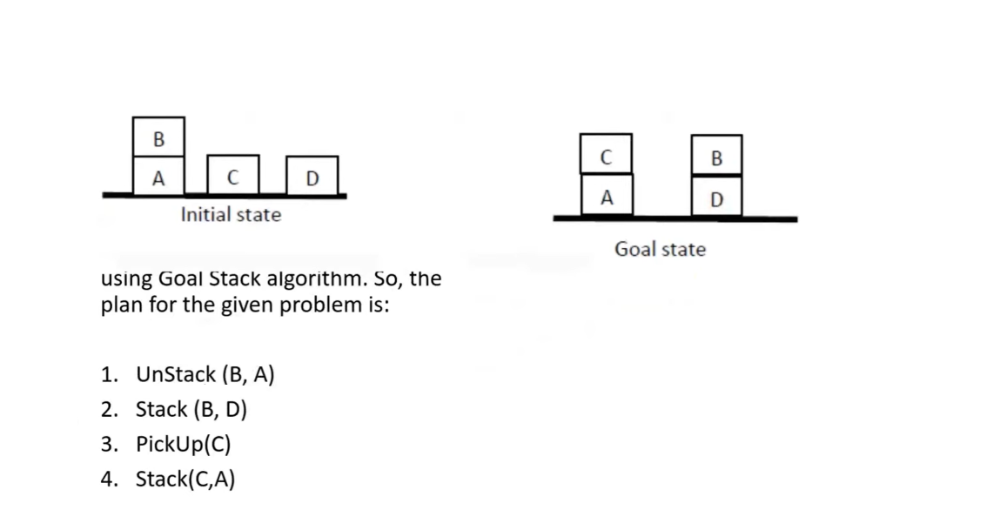 B
A
C
D
Initial state
C
A
B
D
Goal state
using Goal Stack algorithm. So, the
plan for the given problem is:
1. UnStack (B, A)
2. Stack (B, D)
3. PickUp(C)
4. Stack(C,A)